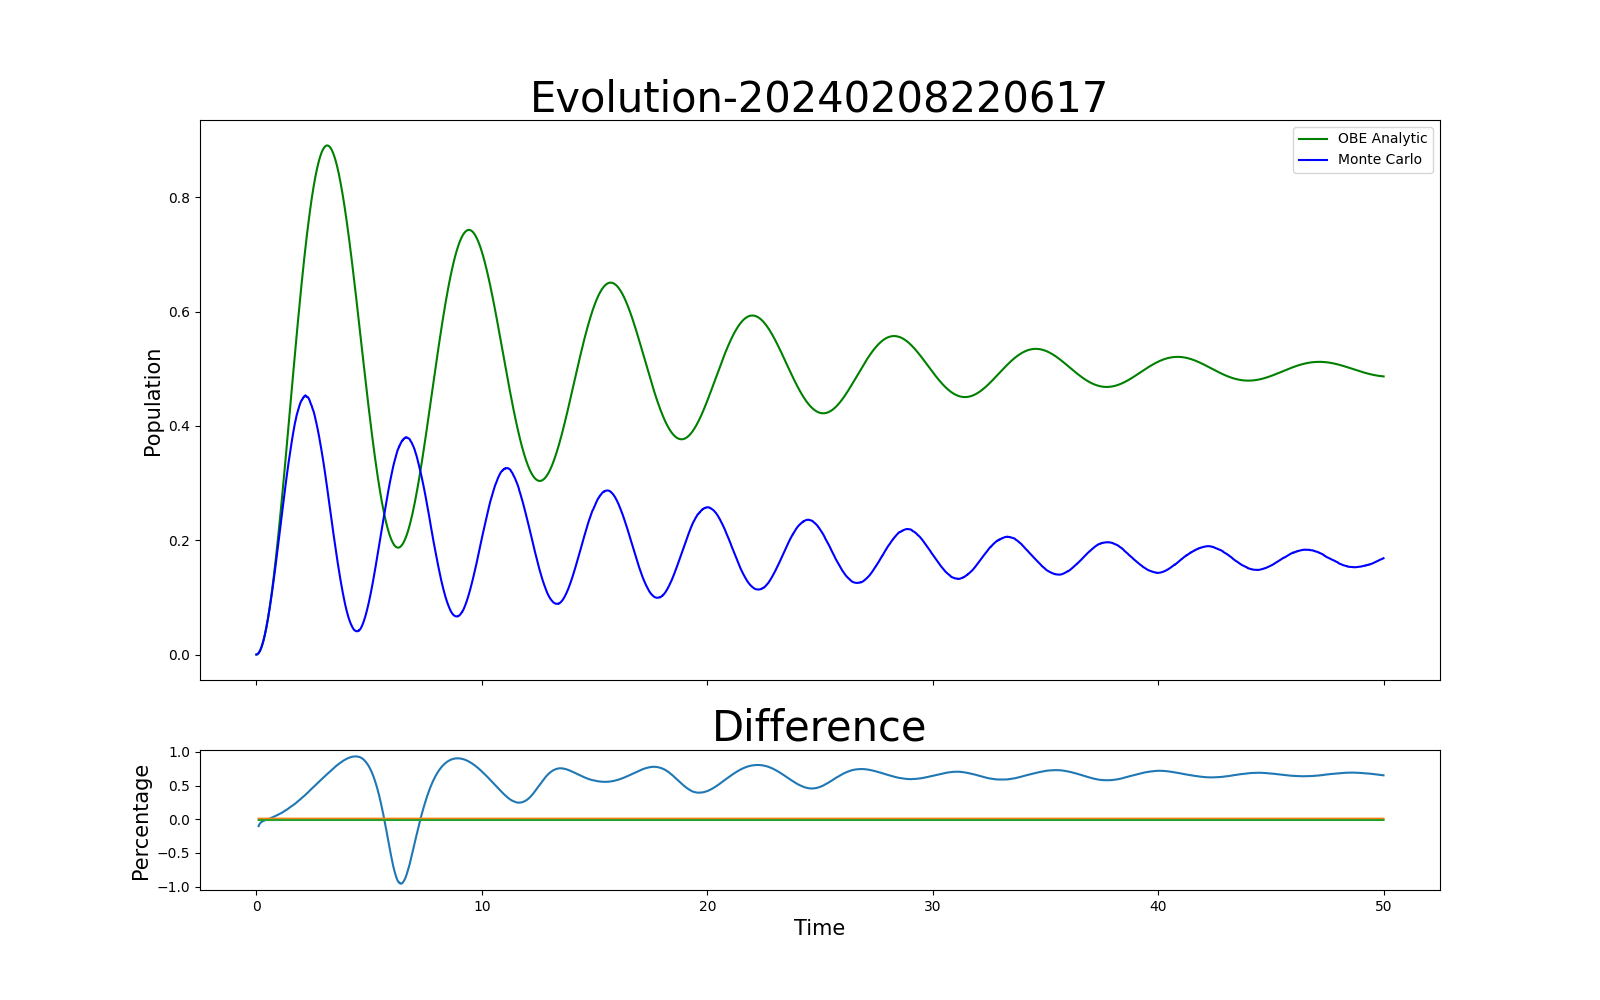 Evolution-20240208220617
OBE Analytic
Monte Carlo
0.8
0.6
0.4
0.2
0.0
Population
Difference
1.0
0.5
0.0
−0.5
−1.0
Percentage
0 10 20 30 40 50
Time